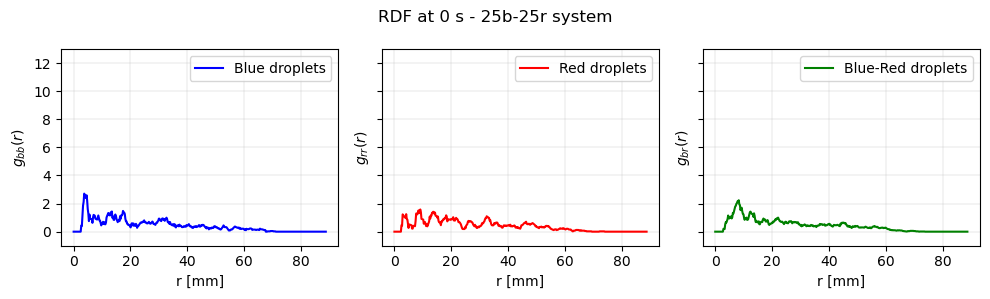 RDF at 0 s - 25b-25r system
12
10
8
6
4
2
0
g_bb(r)
Blue droplets
0 20 40 60 80
r [mm]
g_rr(r)
Red droplets
0 20 40 60 80
r [mm]
g_br(r)
Blue-Red droplets
0 20 40 60 80
r [mm]